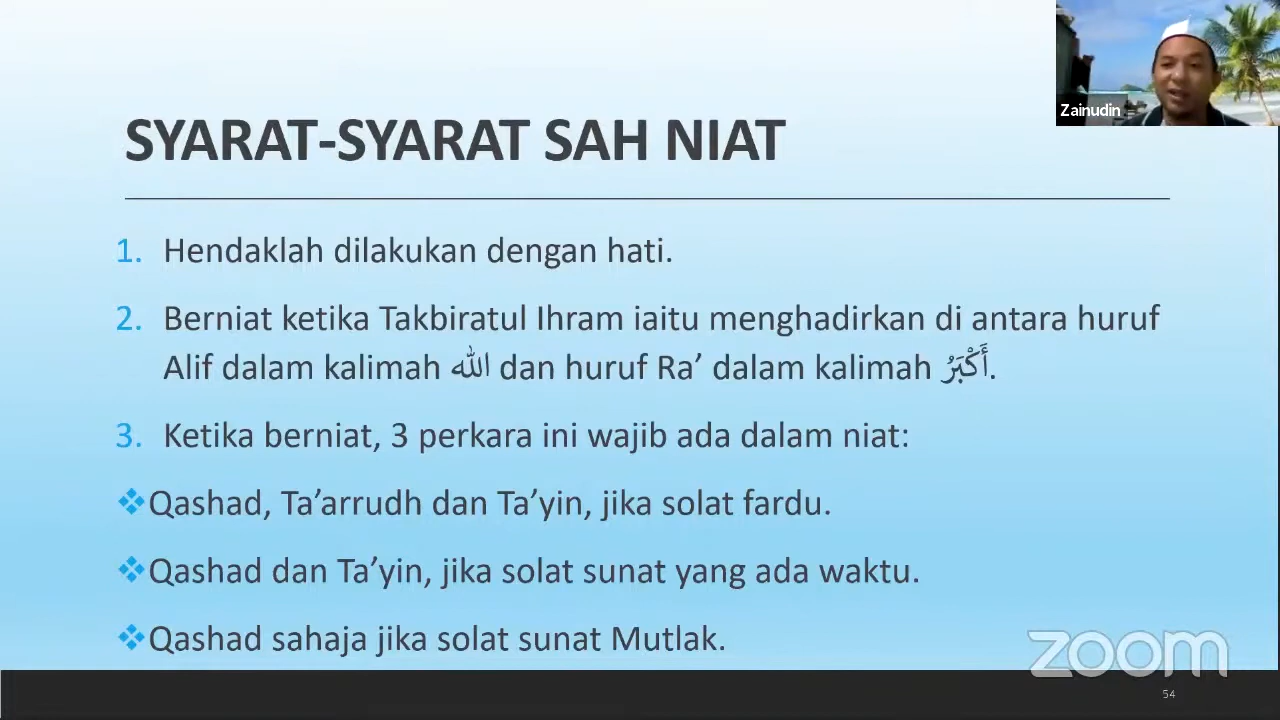 Zainudin
SYARAT-SYARAT SAH NIAT
1. Hendaklah dilakukan dengan hati.
2. Berniat ketika Takbiratul Ihram iaitu menghadirkan di antara huruf
Alif dalam kalimah الله dan huruf Ra’ dalam kalimah أَكْبَرُ.
3. Ketika berniat, 3 perkara ini wajib ada dalam niat:
❖Qashad, Ta’arrudh dan Ta’yin, jika solat fardu.
❖Qashad dan Ta’yin, jika solat sunat yang ada waktu.
❖Qashad sahaja jika solat sunat Mutlak.
zoom
54